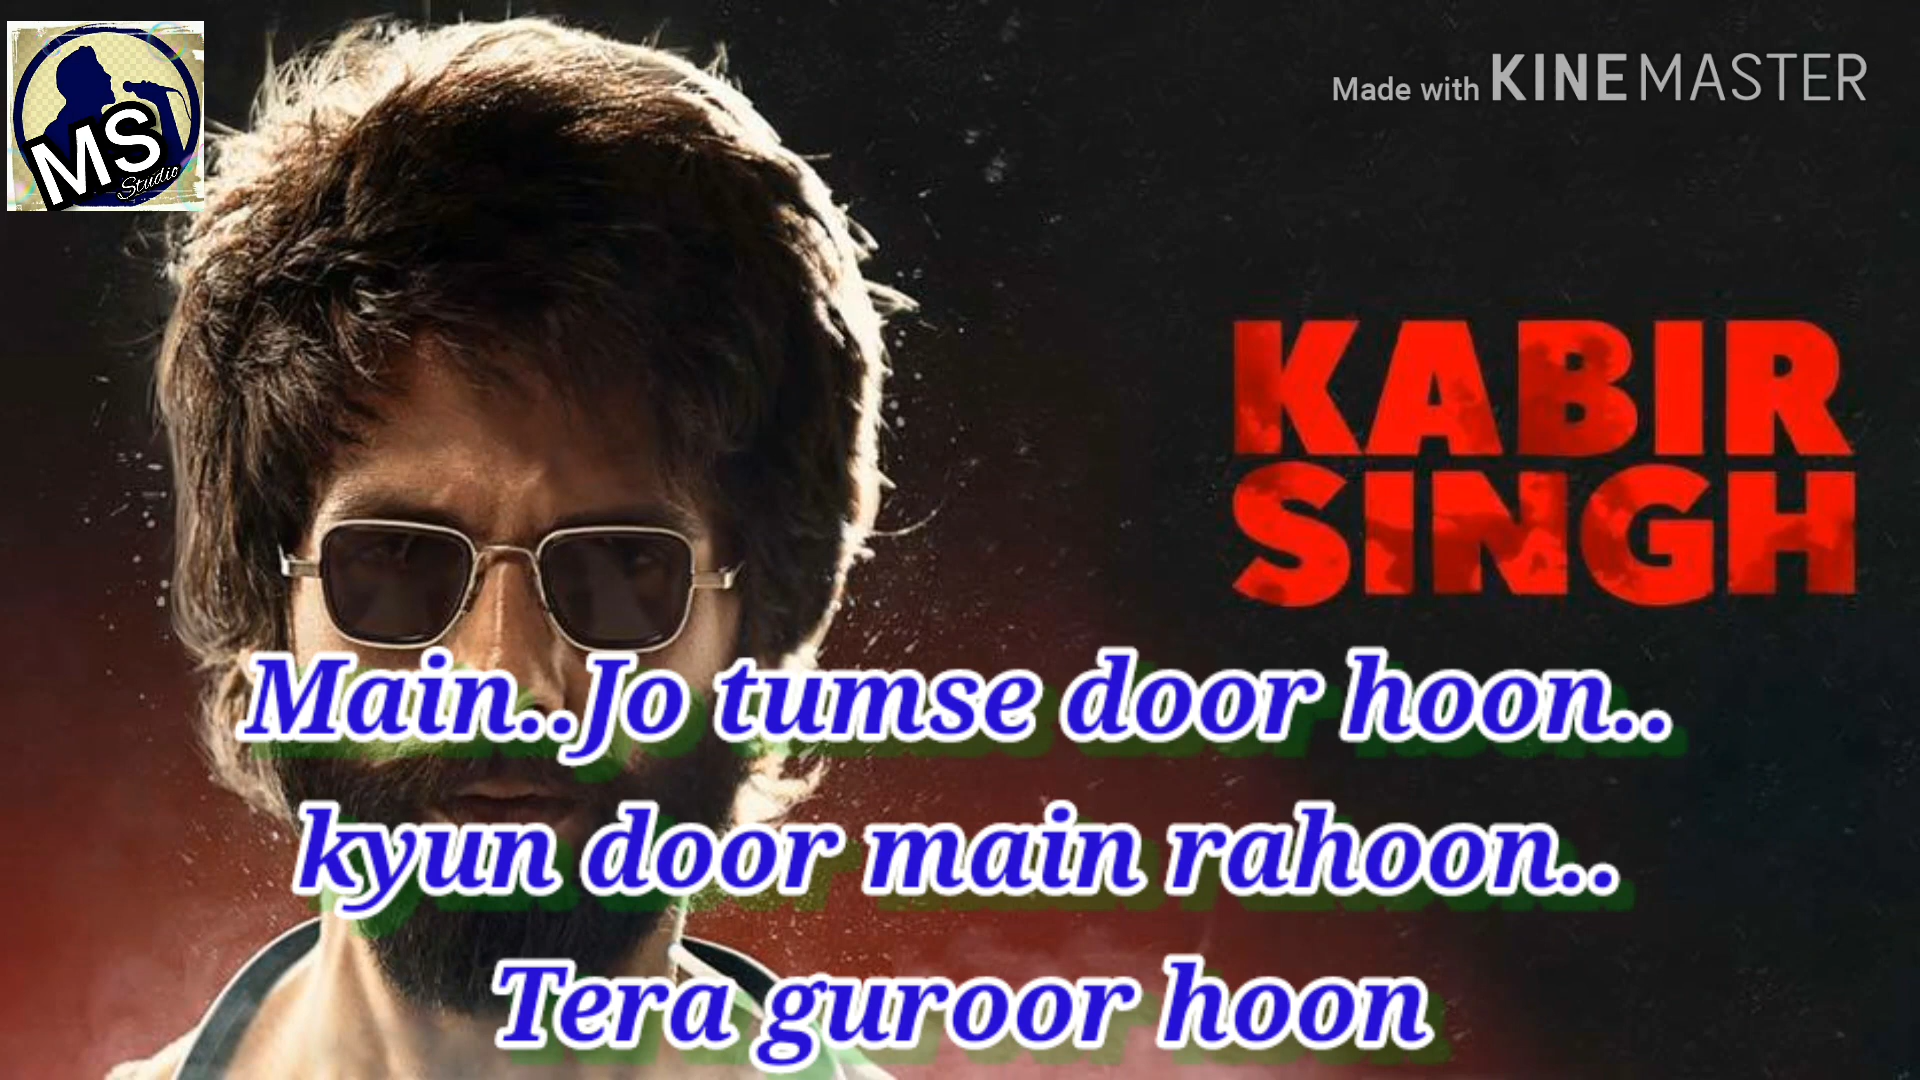 MS
Studio
Made with KINEMASTER
KABIR
SINGH
Main..Jo tumse door hoon..
kyun door main rahoon..
Tera guroor hoon